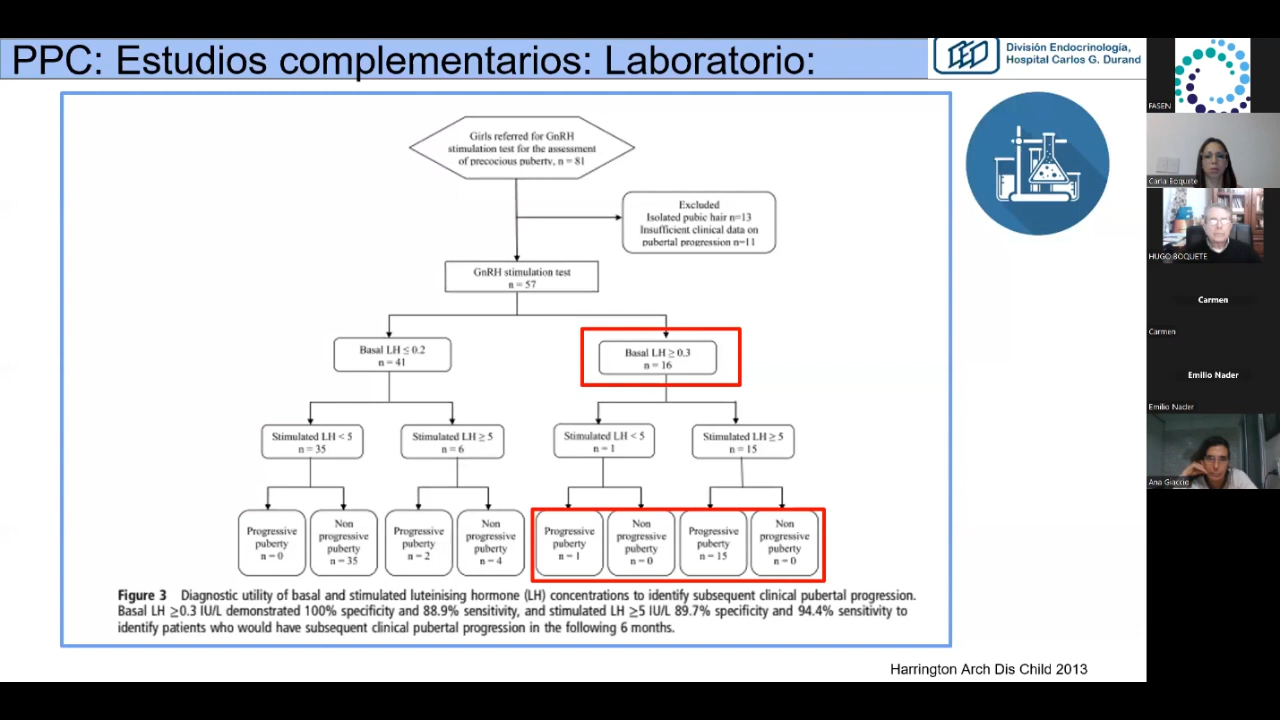 PPC: Estudios complementarios: Laboratorio:
División Endocrinología,
Hospital Carlos G. Durand
Girls referred for GnRH
stimulation test for the assessment
of precocious puberty, n = 81
Excluded
Isolated pubic hair n=13
Insufficient clinical data on
pubertal progression n=11
GnRH stimulation test
n = 57
Basal LH ≤ 0.2
n = 41
Basal LH ≥ 0.3
n = 16
Stimulated LH < 5
n = 35
Stimulated LH ≥ 5
n = 6
Stimulated LH < 5
n = 1
Stimulated LH ≥ 5
n = 15
Progressive
puberty
n = 0
Non
progressive
puberty
n = 35
Progressive
puberty
n = 2
Non
progressive
puberty
n = 4
Progressive
puberty
n = 1
Non
progressive
puberty
n = 0
Progressive
puberty
n = 15
Non
progressive
puberty
n = 0
Figure 3 Diagnostic utility of basal and stimulated luteinising hormone (LH) concentrations to identify subsequent clinical pubertal progression.
Basal LH ≥0.3 IU/L demonstrated 100% specificity and 88.9% sensitivity, and stimulated LH ≥5 IU/L 89.7% specificity and 94.4% sensitivity to
identify patients who would have subsequent clinical pubertal progression in the following 6 months.
Harrington Arch Dis Child 2013
FASEN
Carla Boquete
HUGO BOQUETE
Carmen
Carmen
Emilio Nader
Emilio Nader
Ana Giaccio